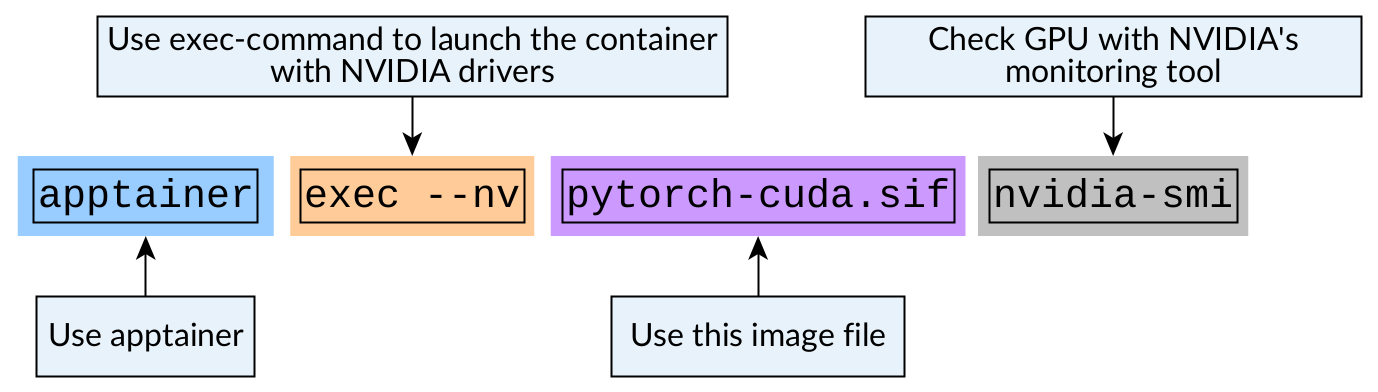 Use exec-command to launch the container
with NVIDIA drivers
Check GPU with NVIDIA's
monitoring tool
apptainer exec --nv pytorch-cuda.sif nvidia-smi
Use apptainer
Use this image file